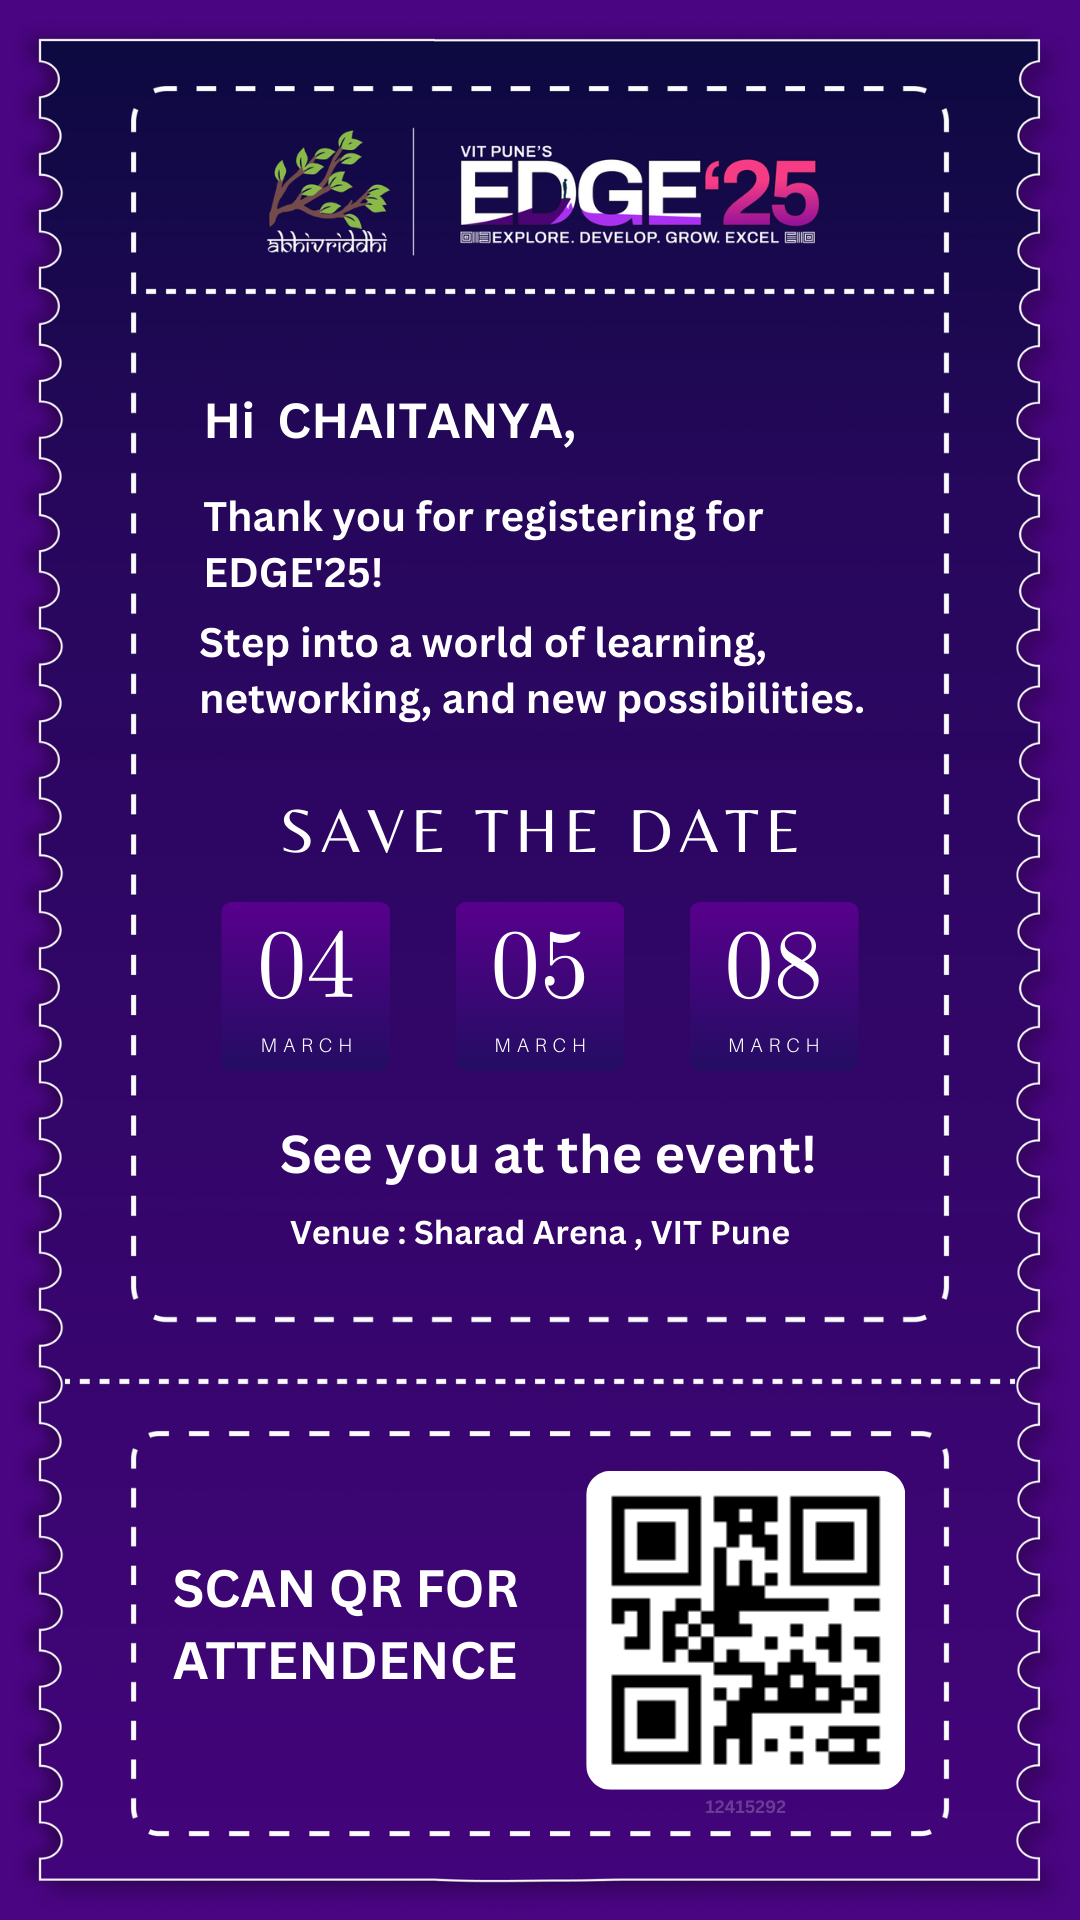 abhivriddhi
VIT PUNE'S
EDGE'25
EXPLORE. DEVELOP. GROW. EXCEL
Hi CHAITANYA,
Thank you for registering for
EDGE'25!
Step into a world of learning,
networking, and new possibilities.
SAVE THE DATE
04 05 08
MARCH MARCH MARCH
See you at the event!
Venue : Sharad Arena , VIT Pune
SCAN QR FOR
ATTENDENCE
12415292